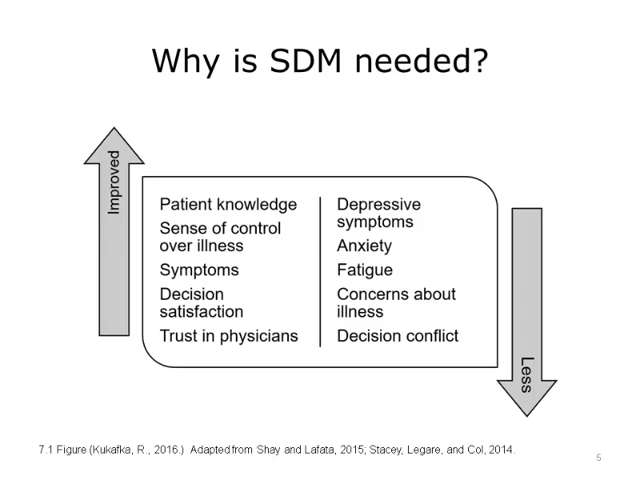 Why is SDM needed?
Improved
Patient knowledge
Sense of control
over illness
Symptoms
Decision
satisfaction
Trust in physicians
Depressive
symptoms
Anxiety
Fatigue
Concerns about
illness
Decision conflict
Less
7.1 Figure (Kukafka, R., 2016.) Adapted from Shay and Lafata, 2015; Stacey, Legare, and Col, 2014.
5